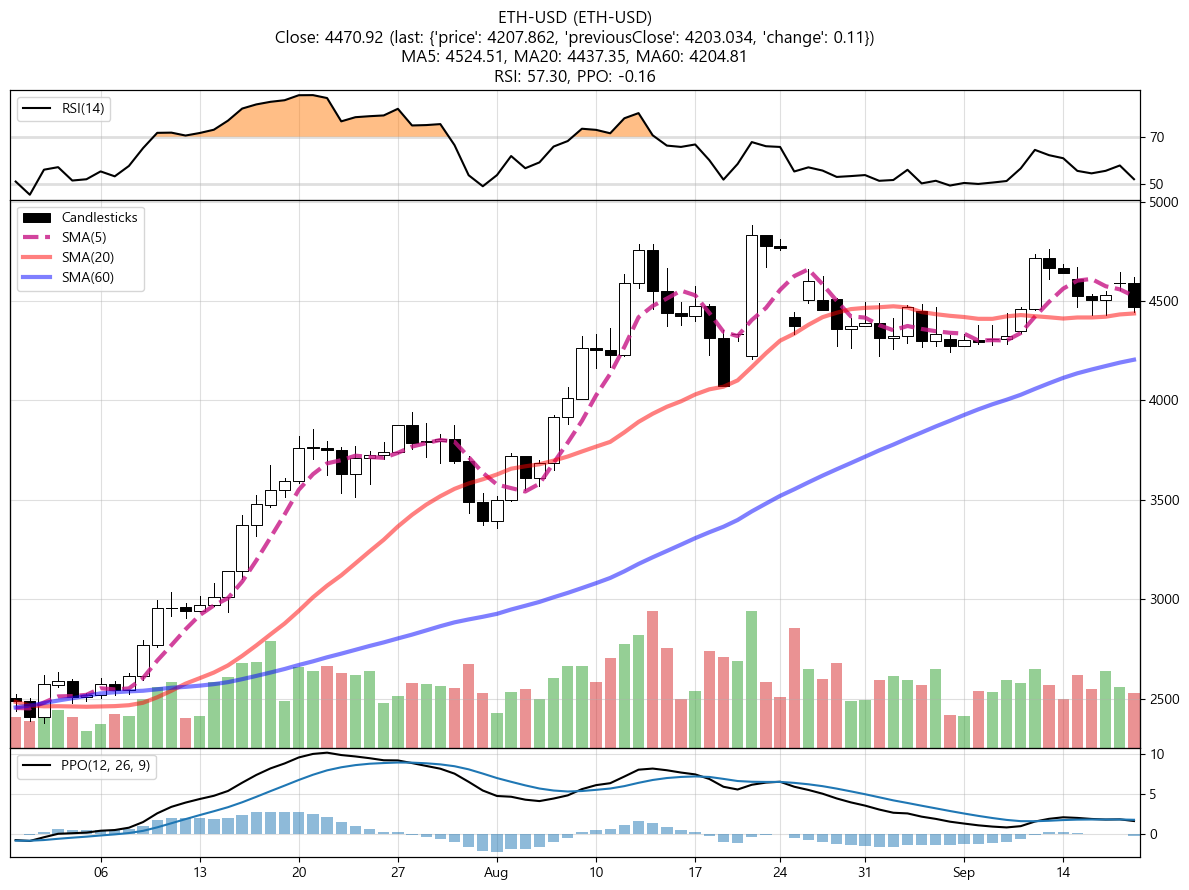 ETH-USD (ETH-USD)
Close: 4470.92 (last: {'price': 4207.862, 'previousClose': 4203.034, 'change': 0.11})
MA5: 4524.51, MA20: 4437.35, MA60: 4204.81
RSI: 57.30, PPO: -0.16
RSI(14)
70
50
5000
Candlesticks
SMA(5)
SMA(20)
SMA(60)
4500
4000
3500
3000
2500
PPO(12, 26, 9)
10
5
0
06 13 20 27 Aug 10 17 24 31 Sep 14